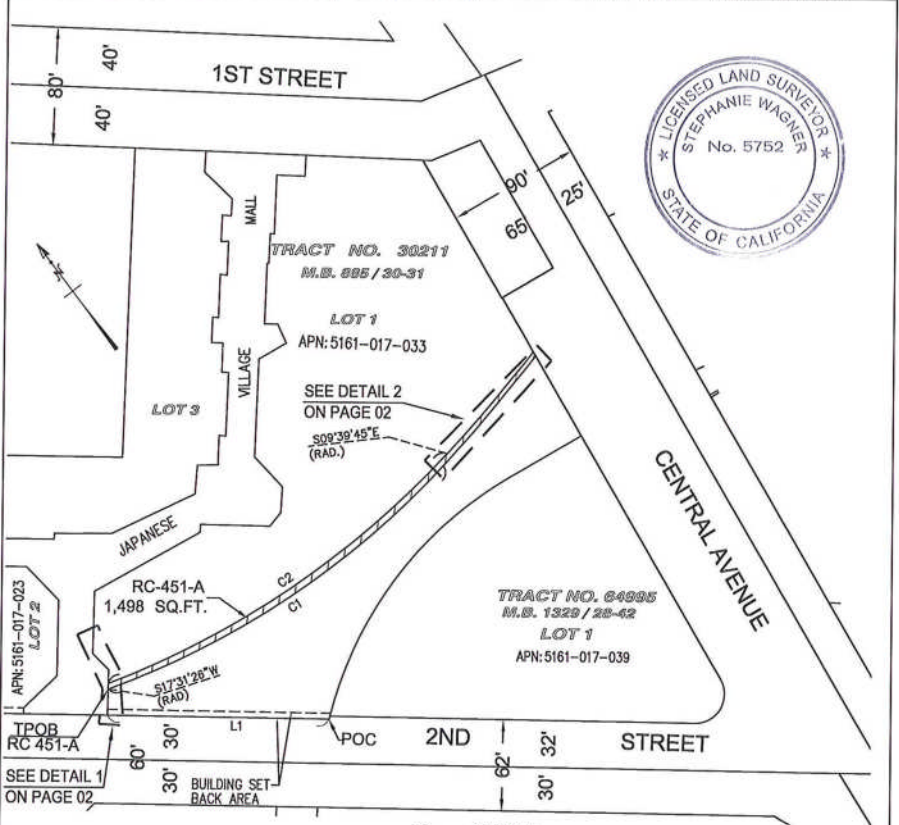 1ST STREET
80'
40'
40'
LICENSED LAND SURVEYOR
STEPHANIE WAGNER
No. 5752
STATE OF CALIFORNIA
90'
65
25'
N
MALL
TRACT NO. 30211
M.B. 885 / 30-31
LOT 1
APN: 5161-017-033
VILLAGE
LOT 3
SEE DETAIL 2
ON PAGE 02
S09°39'45"E
(RAD.)
CENTRAL AVENUE
JAPANESE
RC-451-A
1,498 SQ.FT.
C2
C1
TRACT NO. 64995
M.B. 1329 / 28-42
LOT 1
APN: 5161-017-039
APN: 5161-017-023
LOT 2
S17°31'26"W
(RAD)
TPOB
RC 451-A
L1
POC
2ND STREET
60'
30'
30'
62'
32'
30'
SEE DETAIL 1
ON PAGE 02
BUILDING SET
BACK AREA